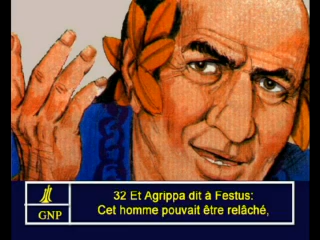 32 Et Agrippa dit à Festus:
Cet homme pouvait être relâché,
GNP